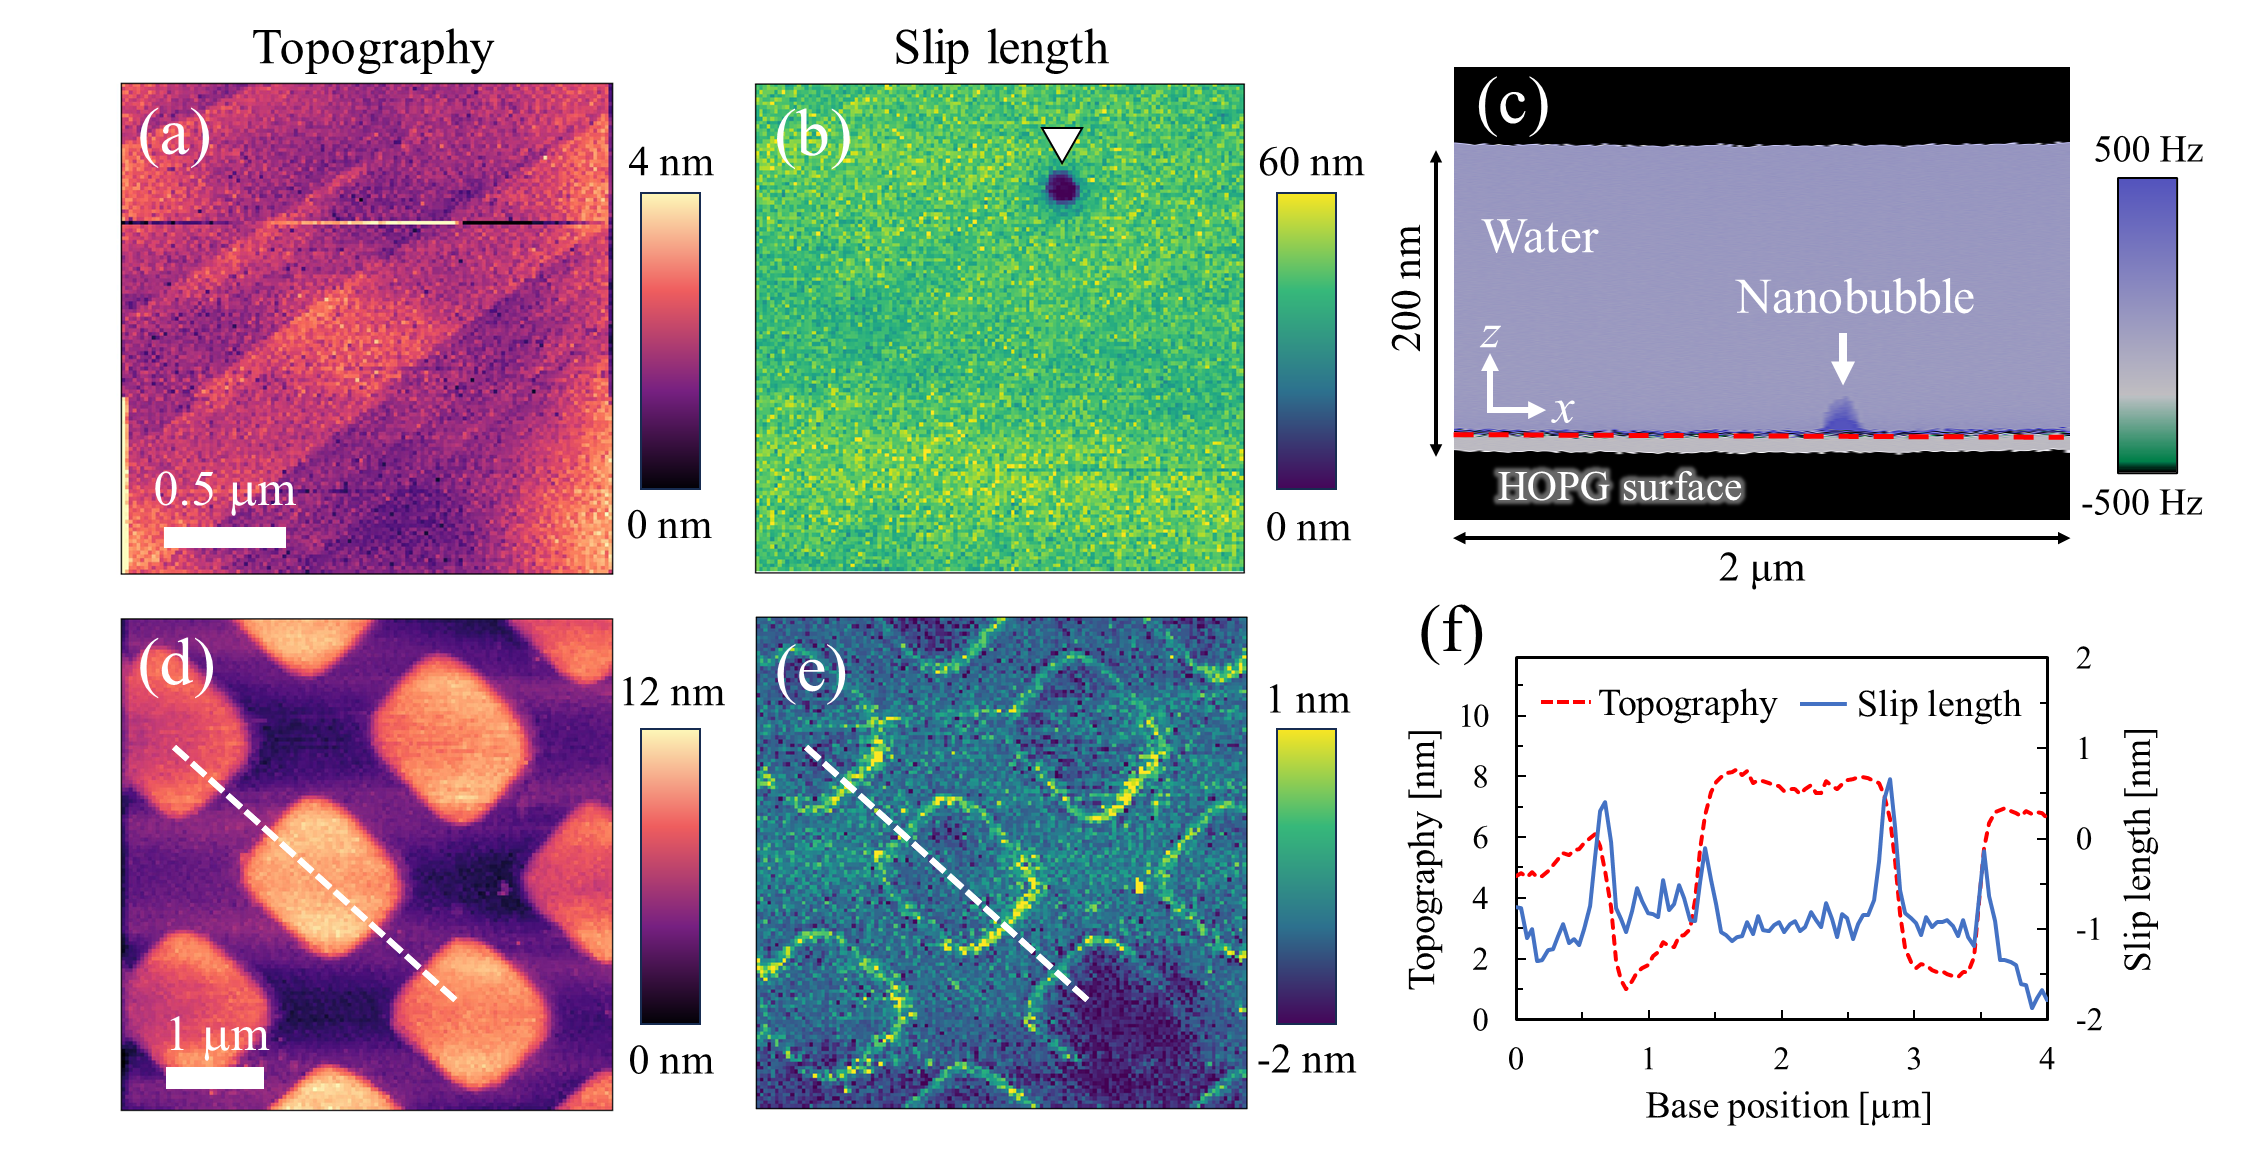 Topography
Slip length
(a)
4 nm
0 nm
0.5 μm
(b)
60 nm
0 nm
(c)
200 nm
Water
Nanobubble
z
x
HOPG surface
2 μm
500 Hz
-500 Hz
(d)
12 nm
0 nm
1 μm
(e)
1 nm
-2 nm
(f)
Topography
Slip length
Topography [nm]
10
8
6
4
2
0
2
1
0
-1
-2
Slip length [nm]
0
1
2
3
4
Base position [μm]